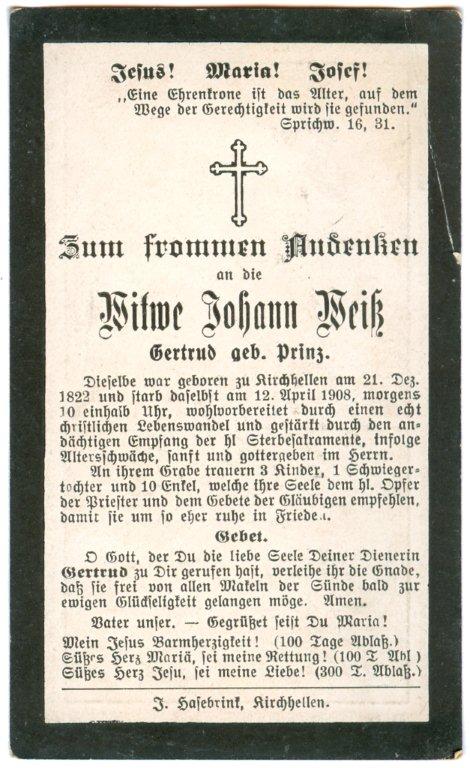 Jesus! Maria! Josef!
„Eine Ehrenkrone ist das Alter, auf dem
Wege der Gerechtigkeit wird sie gefunden.“
Sprichw. 16, 31.
Zum frommen Andenken
an die
Witwe Johann Weiß
Gertrud geb. Prinz.
Dieselbe war geboren zu Kirchhellen am 21. Dez.
1822 und starb daselbst am 12. April 1908, morgens
10 einhalb Uhr, wohlvorbereitet durch einen echt
christlichen Lebenswandel und gestärkt durch den an-
dächtigen Empfang der hl Sterbesakramente, infolge
Altersschwäche, sanft und gottergeben im Herrn.
An ihrem Grabe trauern 3 Kinder, 1 Schwieger-
tochter und 10 Enkel, welche ihre Seele dem hl. Opfer
der Priester und dem Gebete der Gläubigen empfehlen,
damit sie um so eher ruhe in Frieden.
Gebet.
O Gott, der Du die liebe Seele Deiner Dienerin
Gertrud zu Dir gerufen hast, verleihe ihr die Gnade,
daß sie frei von allen Makeln der Sünde bald zur
ewigen Glückseligkeit gelangen möge. Amen.
Vater unser. — Gegrüßet seist Du Maria!
Mein Jesus Barmherzigkeit! (100 Tage Ablaß.)
Süßes Herz Mariä, sei meine Rettung! (100 T. Abl )
Süßes Herz Jesu, sei meine Liebe! (300 T. Ablaß.)
J. Hasebrink, Kirchhellen.